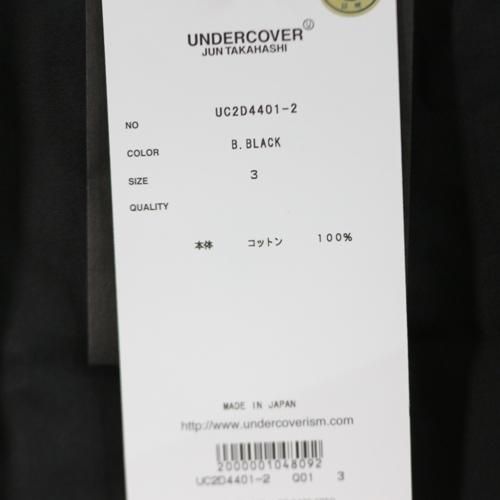 UNDERCOVER
JUN TAKAHASHI
NO UC2D4401-2
COLOR B.BLACK
SIZE 3
QUALITY
本体 コットン 100%
MADE IN JAPAN
http://www.undercoverism.com
2000001048092
UC2D4401-2 Q01 3